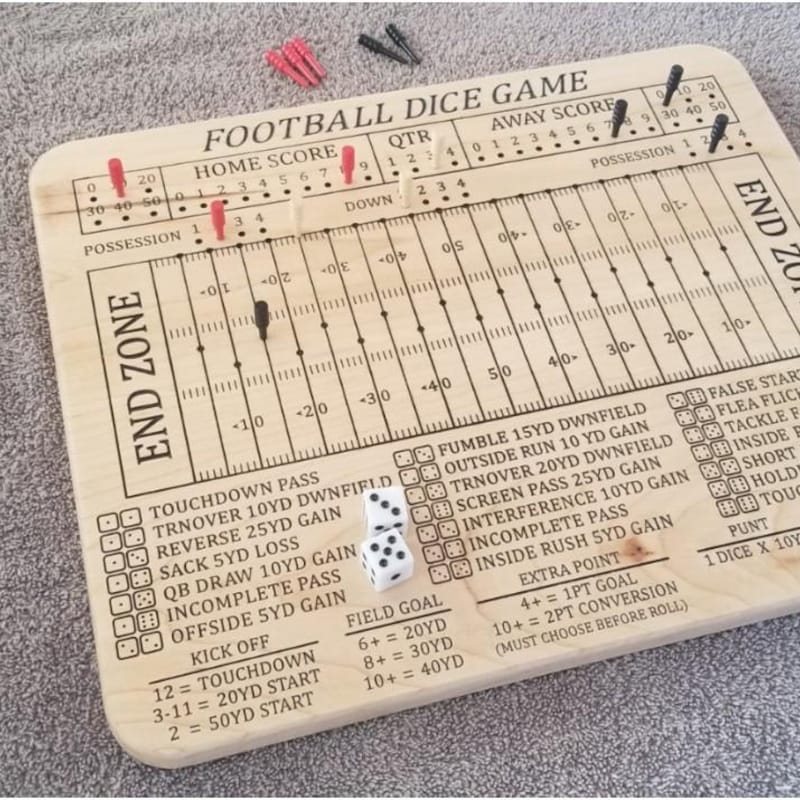 FOOTBALL DICE GAME
HOME SCORE QTR AWAY SCORE
0 20 0 1 2 3 4 5 6 7 9 1 2 4 0 1 2 3 4 5 6 9 0 10 20
30 40 50 30 40 50
POSSESSION 1 3 4 DOWN 2 3 4 POSSESSION 1 2 4
END ZONE
10 20 30 40 50 40 30 20 10
10 20 30 40 50 40 30 20 10
END
TOUCHDOWN PASS
TRNOVER 10YD DWNFIELD
REVERSE 25YD GAIN
SACK 5YD LOSS
QB DRAW 10YD GAIN
INCOMPLETE PASS
OFFSIDE 5YD GAIN
FUMBLE 15YD DWNFIELD
OUTSIDE RUN 10 YD GAIN
TRNOVER 20YD DWNFIELD
SCREEN PASS 25YD GAIN
INTERFERENCE 10YD GAIN
INCOMPLETE PASS
INSIDE RUSH 5YD GAIN
FALSE START
FLEA FLIC
TACKLE F
INSIDE
SHORT
HOLD
TOUC
KICK OFF
12 = TOUCHDOWN
3-11 = 20YD START
2 = 50YD START
FIELD GOAL
6+ = 20YD
8+ = 30YD
10+ = 40YD
EXTRA POINT
4+ = 1PT GOAL
10+ = 2PT CONVERSION
(MUST CHOOSE BEFORE ROLL)
PUNT
1 DICE X 10Y